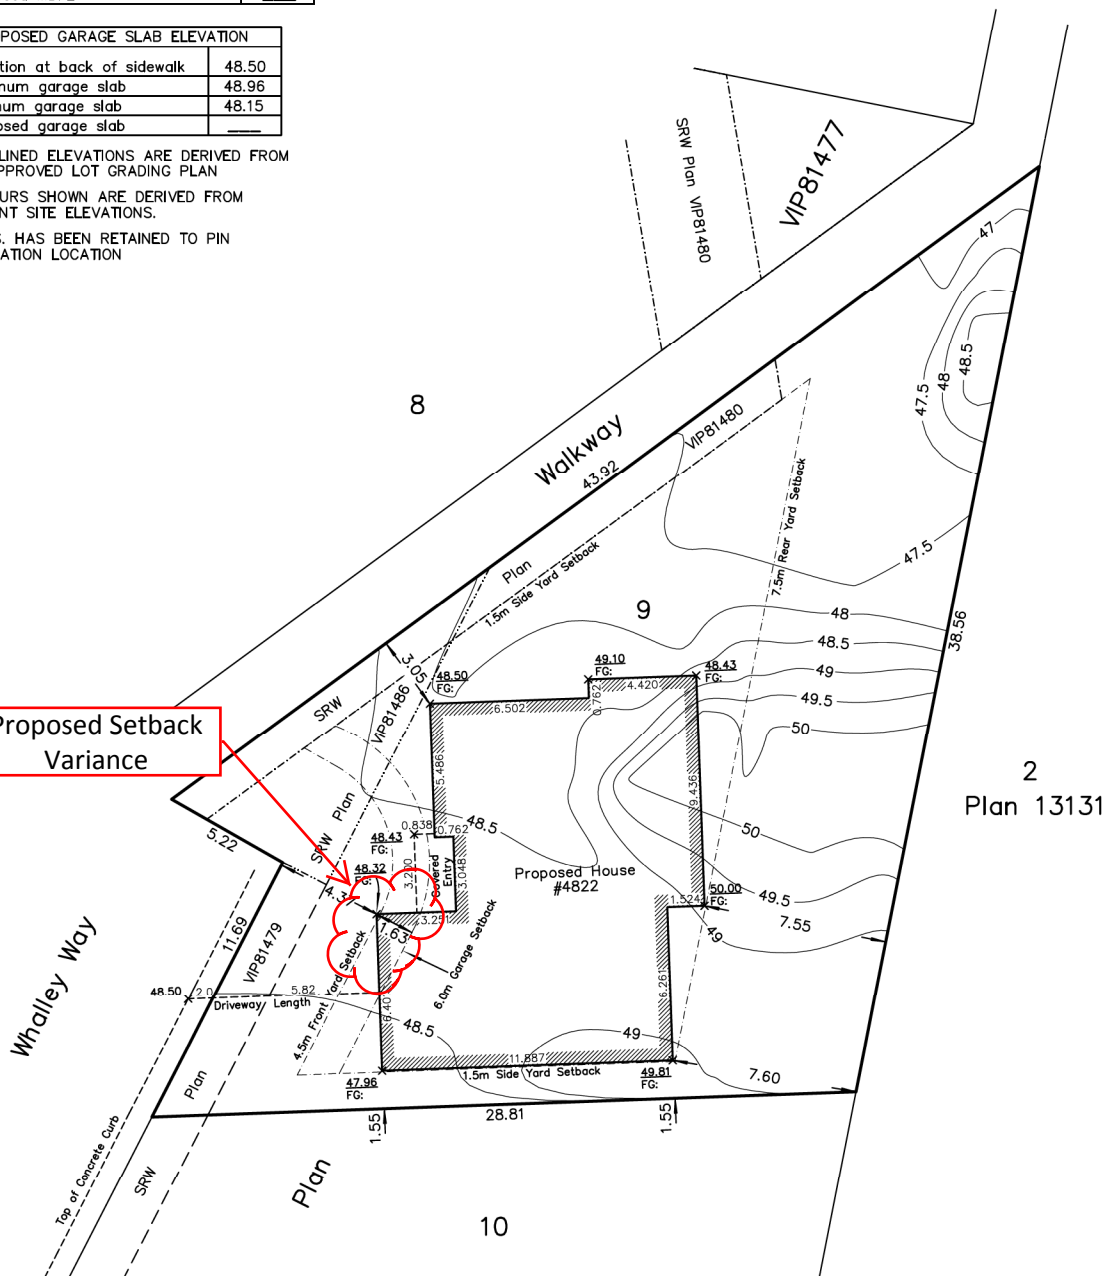 POSED GARAGE SLAB ELEVATION
tion at back of sidewalk 48.50
num garage slab 48.96
num garage slab 48.15
osed garage slab ___
LINED ELEVATIONS ARE DERIVED FROM
PPROVED LOT GRADING PLAN
URS SHOWN ARE DERIVED FROM
NT SITE ELEVATIONS.
S. HAS BEEN RETAINED TO PIN
ATION LOCATION
SRW Plan VIP81480
VIP81477
47
48.5
48
47.5
8
Walkway
43.92
VIP81480
7.5m Rear Yard Setback
Plan
1.5m Side Yard Setback
47.5
9
48
48.5
49
49.5
50
38.56
3.05
48.50
FG:
49.10
FG:
48.43
FG:
4.420
0.762
6.502
SRW
VIP81486
Plan
SRW
Proposed Setback
Variance
5.486
9.436
2
Plan 13131
5.22
0.838
0.762
48.5
48.43
FG:
3.200
Covered
Entry
3.048
50
Proposed House
#4822
48.32
FG:
4.3
3.251
1.63
50.00
FG:
1.524
49.5
49
7.55
Whalley Way
11.69
VIP81479
6.0m Garage Setback
4.5m Front Yard Setback
48.50
2.0
5.82
Driveway Length
6.40
6.261
48.5
49
11.887
1.5m Side Yard Setback
47.96
FG:
49.81
FG:
7.60
1.55
28.81
1.55
Plan
SRW
Top of Concrete Curb
Plan
10